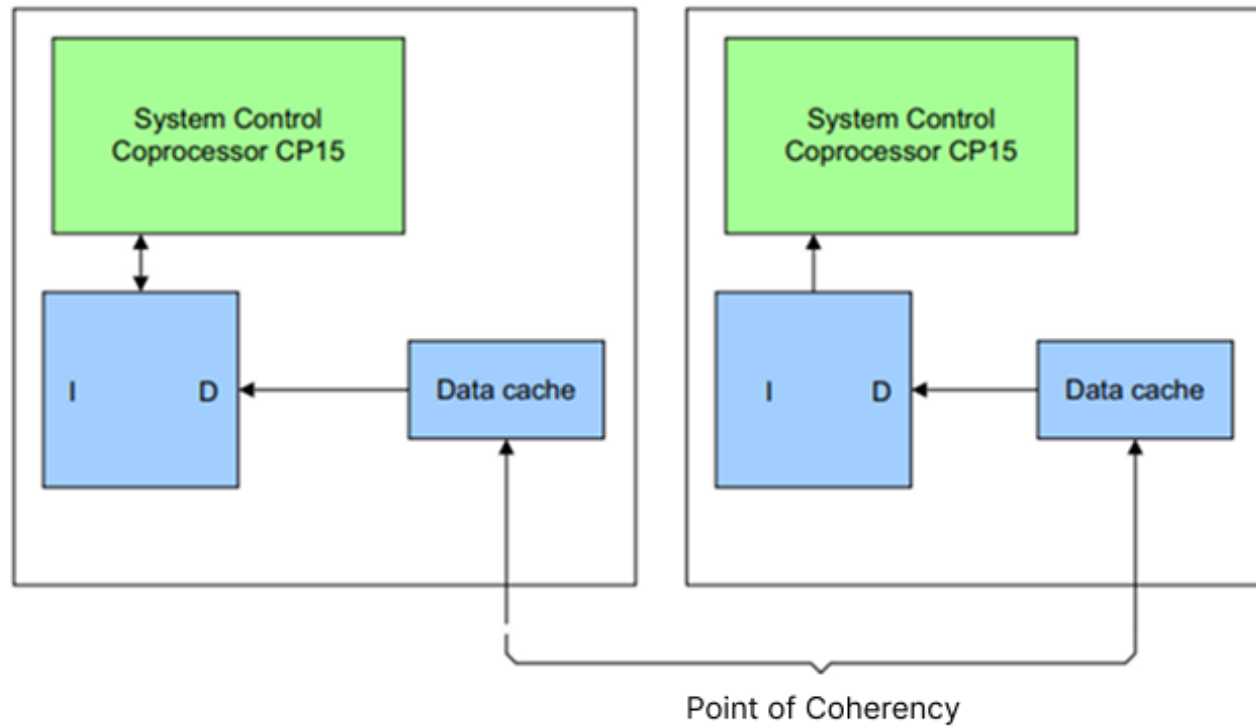 System Control
Coprocessor CP15
System Control
Coprocessor CP15
I D
Data cache
I D
Data cache
Point of Coherency